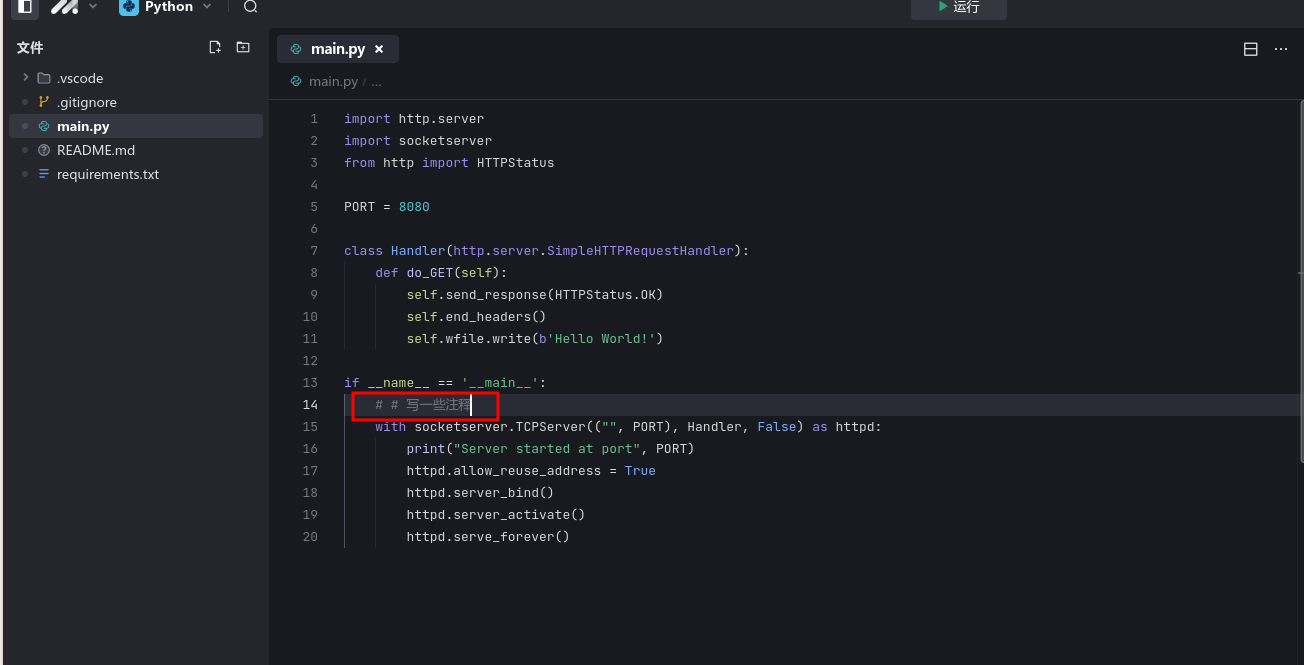 Python
运行
文件
.vscode
.gitignore
main.py
README.md
requirements.txt
main.py ×
main.py / ...
1 import http.server
2 import socketserver
3 from http import HTTPStatus
4
5 PORT = 8080
6
7 class Handler(http.server.SimpleHTTPRequestHandler):
8 def do_GET(self):
9 self.send_response(HTTPStatus.OK)
10 self.end_headers()
11 self.wfile.write(b'Hello World!')
12
13 if __name__ == '__main__':
14 # # 写一些注释
15 with socketserver.TCPServer(("", PORT), Handler, False) as httpd:
16 print("Server started at port", PORT)
17 httpd.allow_reuse_address = True
18 httpd.server_bind()
19 httpd.server_activate()
20 httpd.serve_forever()